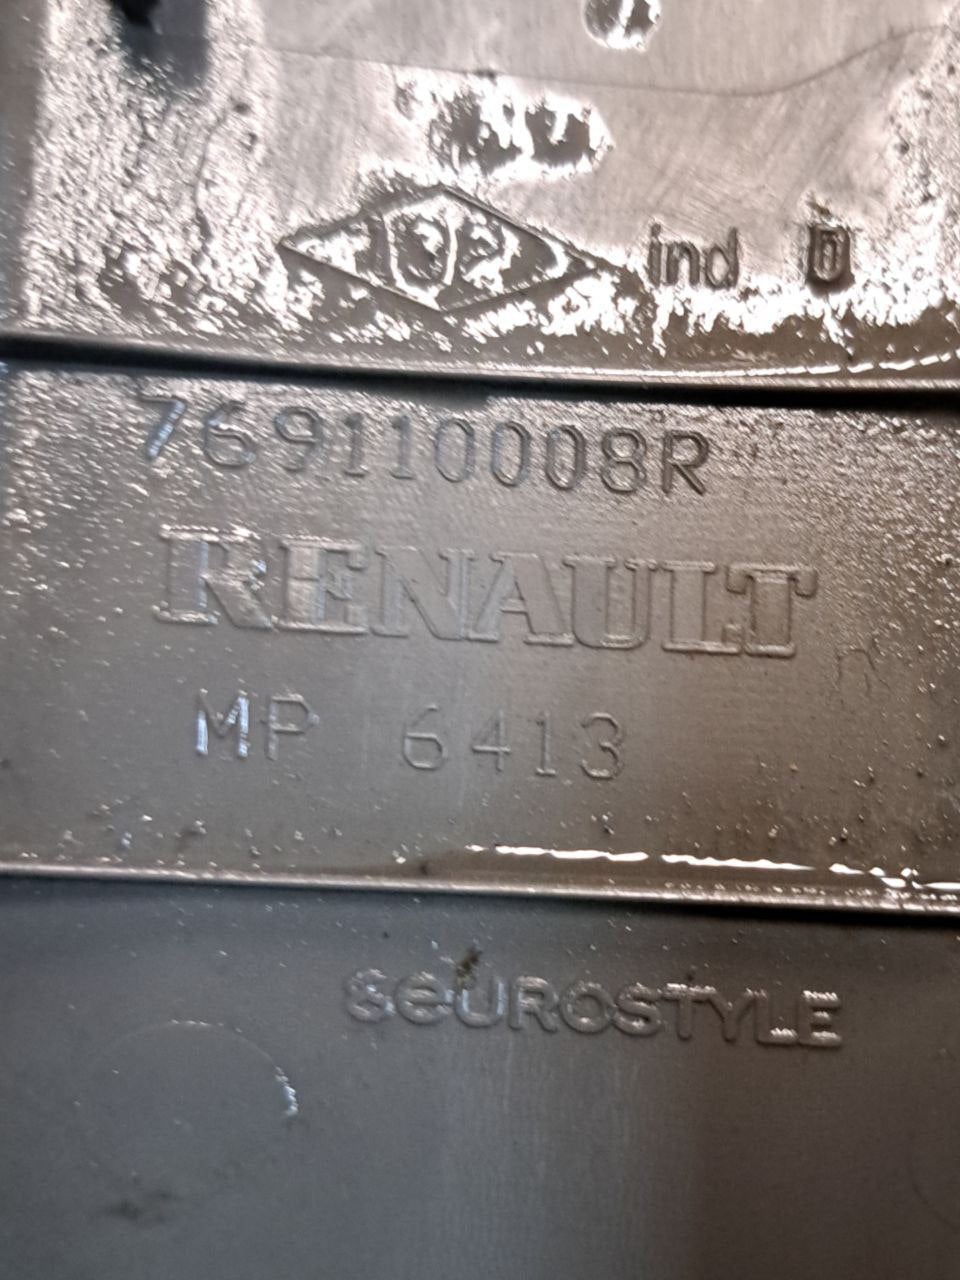 ind
769110008R
RENAULT
MP 6413
SEUROSTYLE